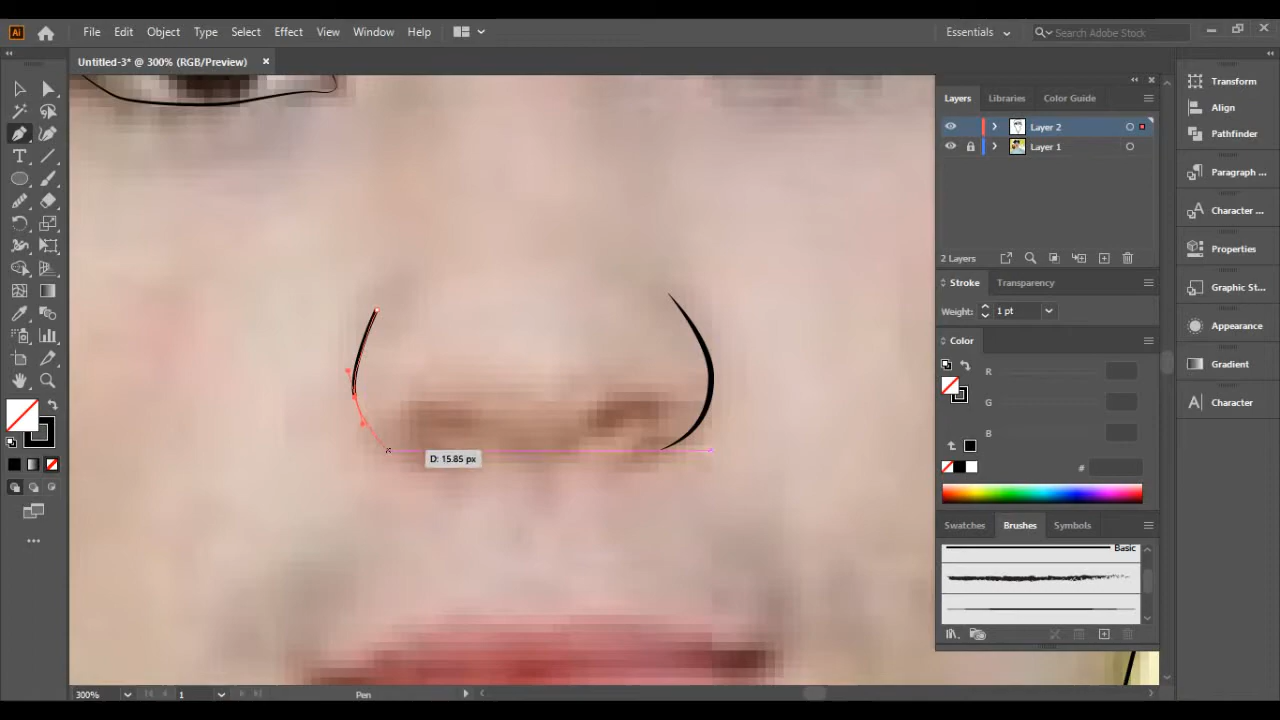 Ai File Edit Object Type Select Effect View Window Help Essentials Search Adobe Stock
Untitled-3* @ 300% (RGB/Preview)
Layers Libraries Color Guide
Layer 2
Layer 1
2 Layers
Stroke Transparency
Weight: 1 pt
Color
R
G
B
#
Swatches Brushes Symbols
Basic
Transform
Align
Pathfinder
Paragraph ...
Character ...
Properties
Graphic St...
Appearance
Gradient
Character
D: 15.85 px
300% 1 Pen